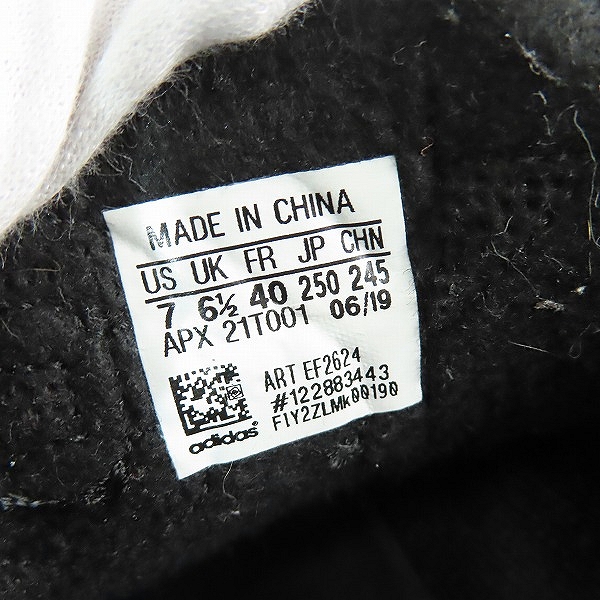 MADE IN CHINA
US UK FR JP CHN
7 6½ 40 250 245
APX 21T001 06/19
ART EF2624
#122883443
F1Y2ZLMk00190
adidas